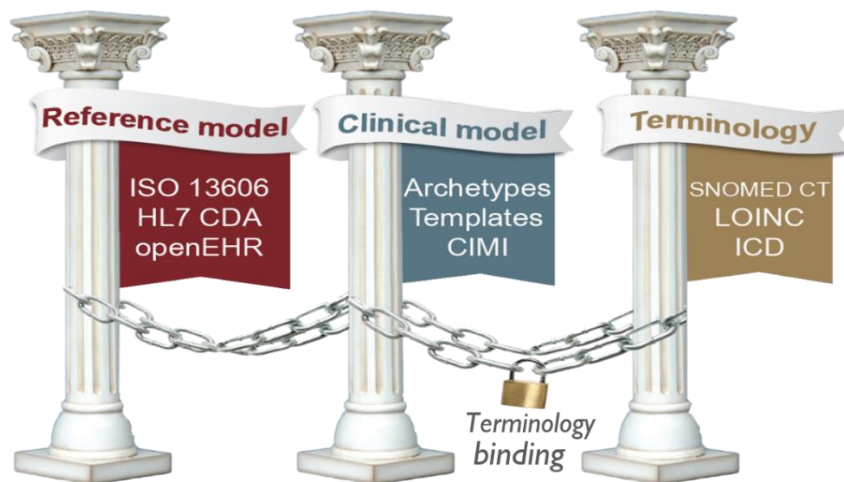 Reference model
ISO 13606
HL7 CDA
openEHR
Clinical model
Archetypes
Templates
CIMI
Terminology
SNOMED CT
LOINC
ICD
Terminology
binding